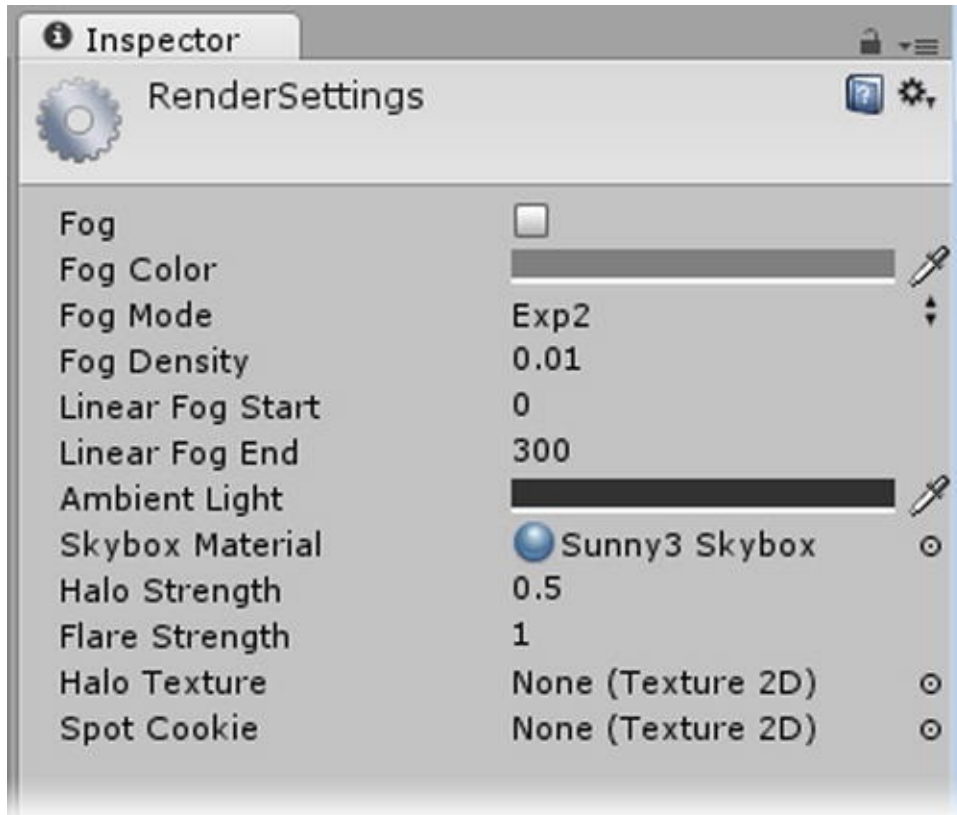 Inspector
RenderSettings
Fog
Fog Color
Fog Mode Exp2
Fog Density 0.01
Linear Fog Start 0
Linear Fog End 300
Ambient Light
Skybox Material Sunny3 Skybox
Halo Strength 0.5
Flare Strength 1
Halo Texture None (Texture 2D)
Spot Cookie None (Texture 2D)